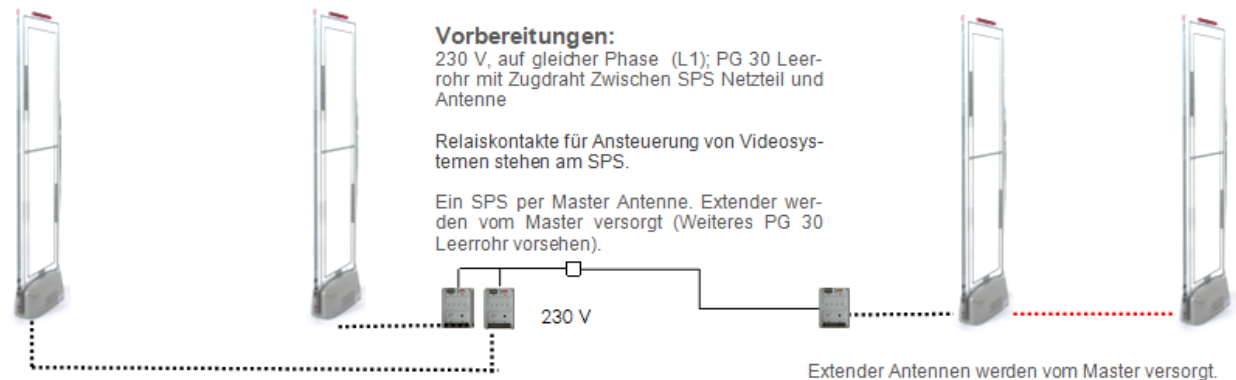 Vorbereitungen:
230 V, auf gleicher Phase (L1); PG 30 Leer-
rohr mit Zugdraht Zwischen SPS Netzteil und
Antenne
Relaiskontakte für Ansteuerung von Videosys-
temen stehen am SPS.
Ein SPS per Master Antenne. Extender wer-
den vom Master versorgt (Weiteres PG 30
Leerrohr vorsehen).
230 V
Extender Antennen werden vom Master versorgt.